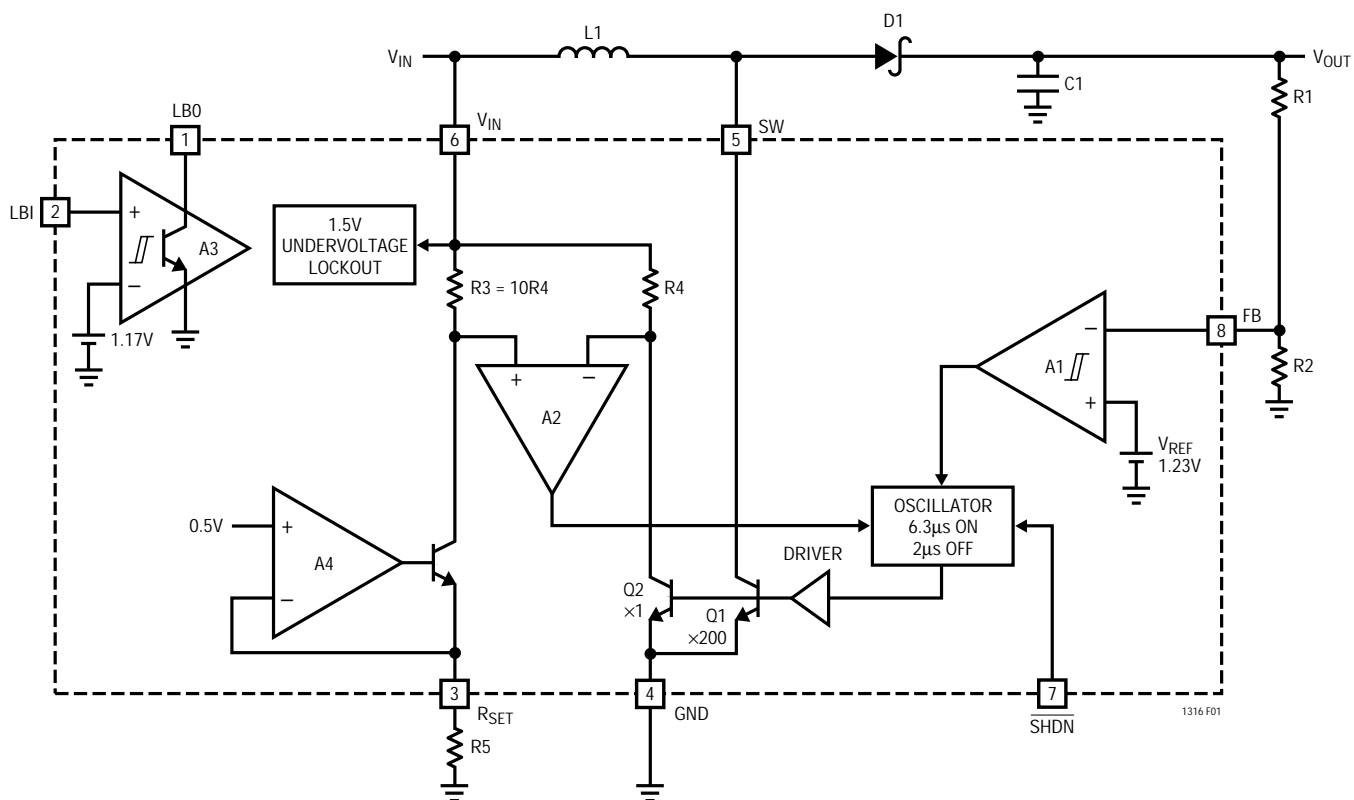 L1
D1
VIN
VOUT
C1
R1
LB0
1
VIN
6
5
SW
LBI
2
+
A3
−
1.17V
1.5V
UNDERVOLTAGE
LOCKOUT
R3 = 10R4
R4
+
−
A2
−
A1
+
8
FB
R2
VREF
1.23V
0.5V
+
A4
−
OSCILLATOR
6.3µs ON
2µs OFF
DRIVER
Q2
×1
Q1
×200
3
RSET
4
GND
7
SHDN
1316 F01
R5